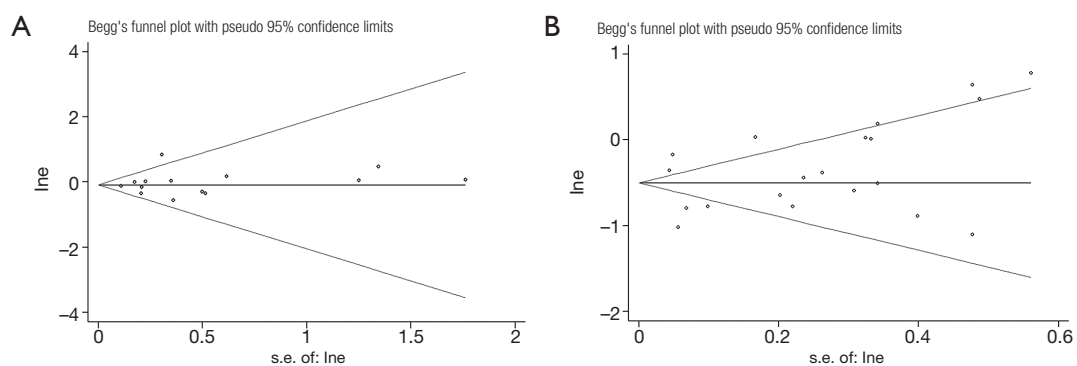 A
Begg's funnel plot with pseudo 95% confidence limits
4
2
0
–2
–4
lne
0
0.5
1
1.5
2
s.e. of: lne
B
Begg's funnel plot with pseudo 95% confidence limits
1
0
–1
–2
lne
0
0.2
0.4
0.6
s.e. of: lne